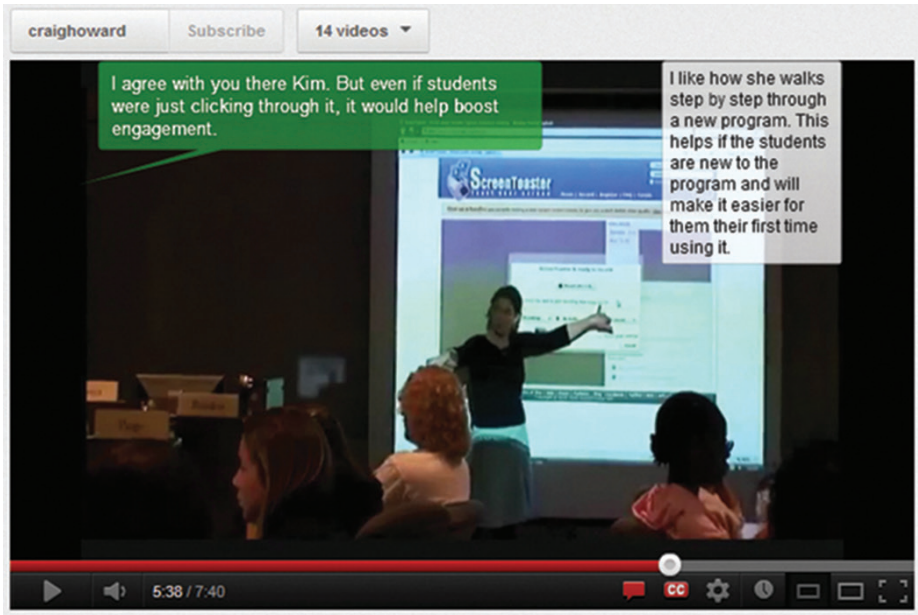 craighoward
Subscribe
14 videos
I agree with you there Kim. But even if students
were just clicking through it, it would help boost
engagement.
I like how she walks
step by step through
a new program. This
helps if the students
are new to the
program and will
make it easier for
them their first time
using it.
ScreenToaster
5:38 / 7:40
CC